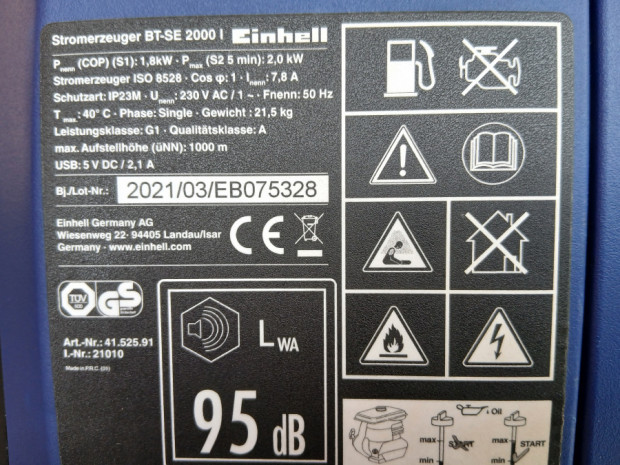 Stromerzeuger BT-SE 2000 I Einhell
Pnenn (COP) (S1): 1,8kW · Pmax (S2 5 min): 2,0 kW
Stromerzeuger ISO 8528 · Cos φ: 1 · Inenn: 7,8 A
Schutzart: IP23M · Unenn: 230 V AC / 1 ~ · Fnenn: 50 Hz
Tmax.: 40° C · Phase: Single · Gewicht : 21,5 kg
Leistungsklasse: G1 · Qualitätsklasse: A
max. Aufstellhöhe (üNN): 1000 m
USB: 5 V DC / 2,1 A
Bj./Lot-Nr.: 2021/03/EB075328
Einhell Germany AG
Wiesenweg 22· 94405 Landau/Isar
Germany - www.einhell.com
CE
TÜV
GS
Art.-Nr.: 41.525.91
I.-Nr.: 21010
Made in P.R.C. (01)
LWA
95 dB
Oil
max
START
min
max
START
min